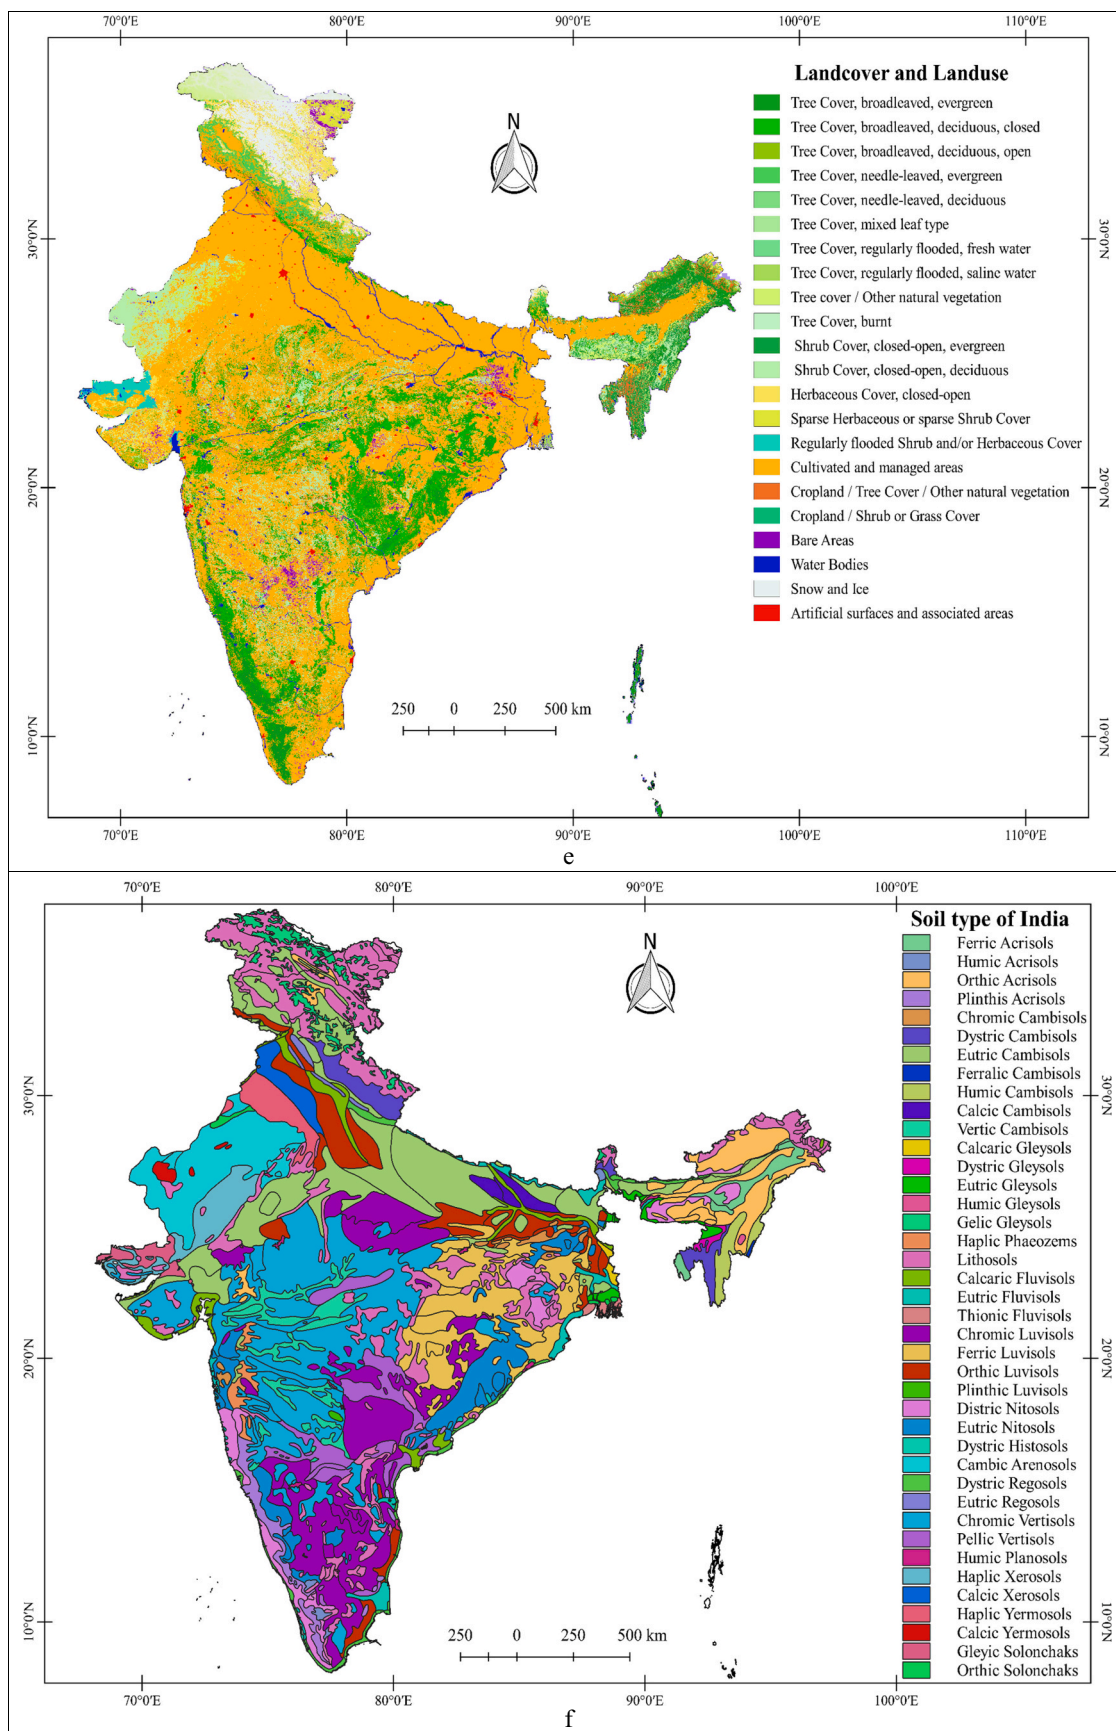 70°0'E 80°0'E 90°0'E 100°0'E 110°0'E
Landcover and Landuse
Tree Cover, broadleaved, evergreen
Tree Cover, broadleaved, deciduous, closed
Tree Cover, broadleaved, deciduous, open
Tree Cover, needle-leaved, evergreen
Tree Cover, needle-leaved, deciduous
Tree Cover, mixed leaf type
Tree Cover, regularly flooded, fresh water
Tree Cover, regularly flooded, saline water
Tree cover / Other natural vegetation
Tree Cover, burnt
Shrub Cover, closed-open, evergreen
Shrub Cover, closed-open, deciduous
Herbaceous Cover, closed-open
Sparse Herbaceous or sparse Shrub Cover
Regularly flooded Shrub and/or Herbaceous Cover
Cultivated and managed areas
Cropland / Tree Cover / Other natural vegetation
Cropland / Shrub or Grass Cover
Bare Areas
Water Bodies
Snow and Ice
Artificial surfaces and associated areas
N
30°0'N 30°0'N
20°0'N 20°0'N
10°0'N 10°0'N
250 0 250 500 km
70°0'E 80°0'E 90°0'E 100°0'E 110°0'E
e
70°0'E 80°0'E 90°0'E 100°0'E
Soil type of India
Ferric Acrisols
Humic Acrisols
Orthic Acrisols
Plinthis Acrisols
Chromic Cambisols
Dystric Cambisols
Eutric Cambisols
Ferralic Cambisols
Humic Cambisols
Calcic Cambisols
Vertic Cambisols
Calcaric Gleysols
Dystric Gleysols
Eutric Gleysols
Humic Gleysols
Gelic Gleysols
Haplic Phaeozems
Lithosols
Calcaric Fluvisols
Eutric Fluvisols
Thionic Fluvisols
Chromic Luvisols
Ferric Luvisols
Orthic Luvisols
Plinthic Luvisols
Distric Nitosols
Eutric Nitosols
Dystric Histosols
Cambic Arenosols
Dystric Regosols
Eutric Regosols
Chromic Vertisols
Pellic Vertisols
Humic Planosols
Haplic Xerosols
Calcic Xerosols
Haplic Yermosols
Calcic Yermosols
Gleyic Solonchaks
Orthic Solonchaks
N
30°0'N 30°0'N
20°0'N 20°0'N
10°0'N 10°0'N
250 0 250 500 km
70°0'E 80°0'E 90°0'E 100°0'E
f